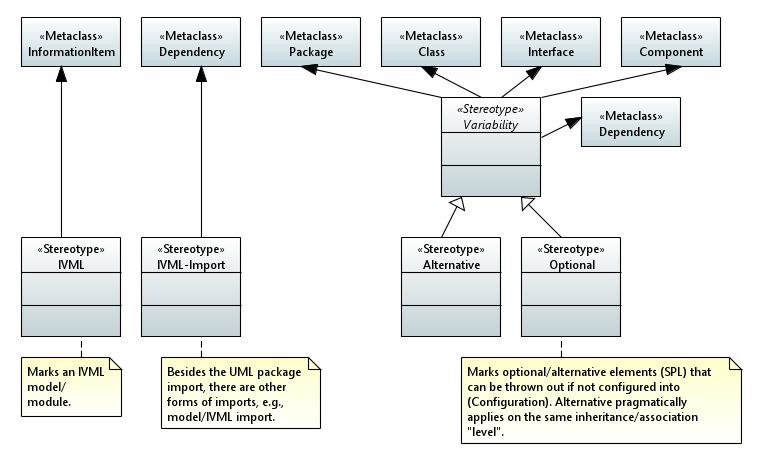 «Metaclass»
InformationItem
«Metaclass»
Dependency
«Metaclass»
Package
«Metaclass»
Class
«Metaclass»
Interface
«Metaclass»
Component
«Stereotype»
Variability
«Metaclass»
Dependency
«Stereotype»
IVML
«Stereotype»
IVML-Import
«Stereotype»
Alternative
«Stereotype»
Optional
Marks an IVML
model/
module.
Besides the UML package
import, there are other
forms of imports, e.g.,
model/IVML import.
Marks optional/alternative elements (SPL) that
can be thrown out if not configured into
(Configuration). Alternative pragmatically
applies on the same inheritance/association
"level".